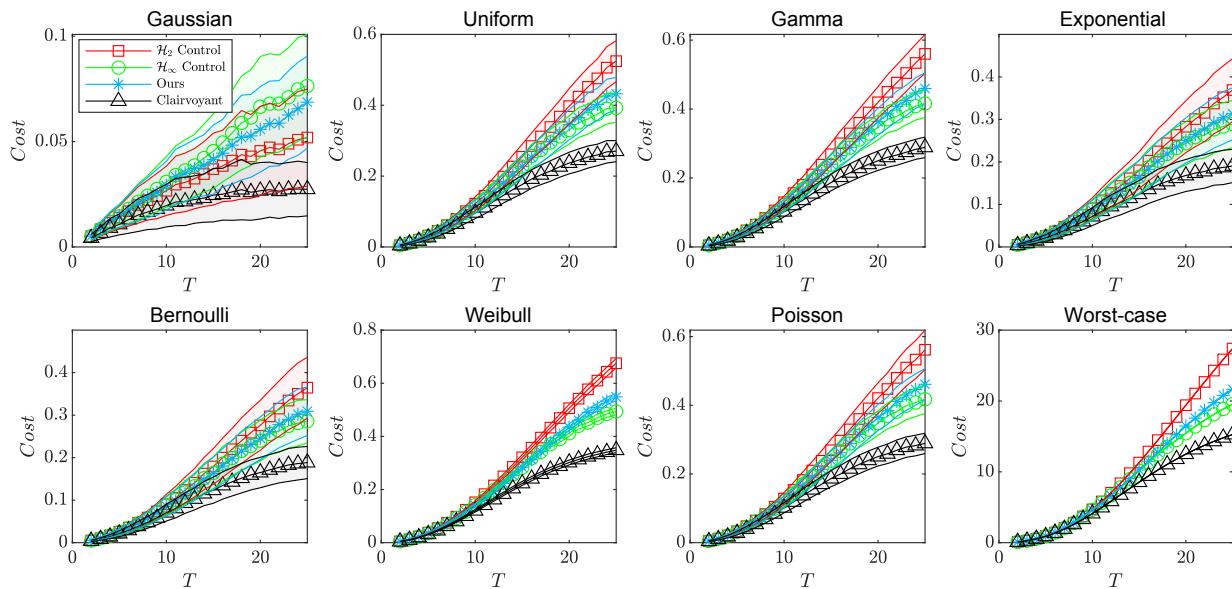 Gaussian
0.1
0.05
0
0
10
20
Cost
T
H₂ Control
H∞ Control
Ours
Clairvoyant
Uniform
0.6
0.4
0.2
0
0
10
20
Cost
T
Gamma
0.6
0.4
0.2
0
0
10
20
Cost
T
Exponential
0.4
0.3
0.2
0.1
0
0
10
20
Cost
T
Bernoulli
0.4
0.3
0.2
0.1
0
0
10
20
Cost
T
Weibull
0.8
0.6
0.4
0.2
0
0
10
20
Cost
T
Poisson
0.6
0.4
0.2
0
0
10
20
Cost
T
Worst-case
30
20
10
0
0
10
20
Cost
T